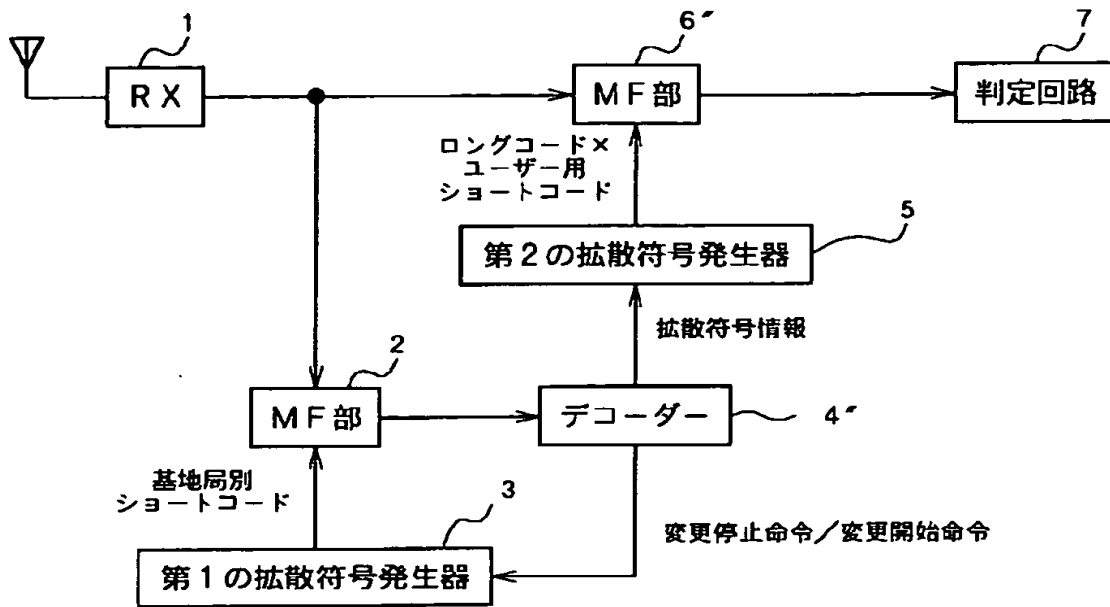 1
RX
6″
MF部
7
判定回路
ロングコード×
ユーザー用
ショートコード
5
第2の拡散符号発生器
拡散符号情報
2
MF部
デコーダー
4″
基地局別
ショートコード
3
変更停止命令/変更開始命令
第1の拡散符号発生器